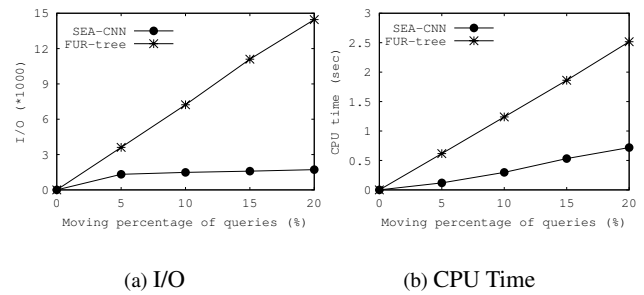 15
12
9
6
3
0
I/O (*1000)
SEA-CNN
FUR-tree
0 5 10 15 20
Moving percentage of queries (%)
(a) I/O
3
2.5
2
1.5
1
0.5
0
CPU time (sec)
SEA-CNN
FUR-tree
0 5 10 15 20
Moving percentage of queries (%)
(b) CPU Time